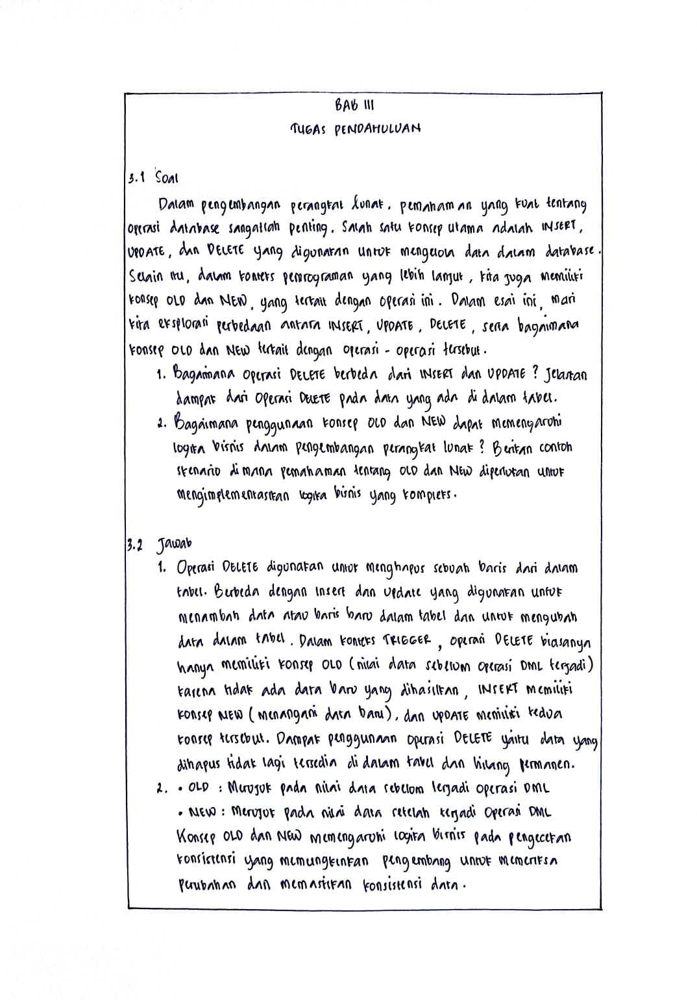 BAB III
TUGAS PENDAHULUAN
3.1 Soal
Dalam pengembangan perangkat lunak, pemahaman yang kuat tentang
operasi database sangatlah penting. Salah satu konsep utama adalah INSERT,
UPDATE, dan DELETE yang digunakan untuk mengelola data dalam database.
Selain itu, dalam konteks pemrograman yang lebih lanjut, kita juga memiliki
konsep OLD dan NEW, yang terkait dengan operasi ini. Dalam esai ini, mari
kita eksplorasi perbedaan antara INSERT, UPDATE, DELETE, serta bagaimana
konsep OLD dan NEW terkait dengan operasi - operasi tersebut.
1. Bagaimana operasi DELETE berbeda dari INSERT dan UPDATE ? Jelaskan
dampak dari operasi DELETE pada data yang ada di dalam tabel.
2. Bagaimana penggunaan konsep OLD dan NEW dapat memengaruhi
logika bisnis dalam pengembangan perangkat lunak ? Berikan contoh
skenario di mana pemahaman tentang OLD dan NEW diperlukan untuk
mengimplementasikan logika bisnis yang kompleks.
3.2 Jawab
1. Operasi DELETE digunakan untuk menghapus sebuah baris dari dalam
tabel. Berbeda dengan insert dan update yang digunakan untuk
menambah data atau baris baru dalam tabel dan untuk mengubah
data dalam tabel. Dalam konteks TRIGGER, operasi DELETE biasanya
hanya memiliki konsep OLD (nilai data sebelum operasi DML terjadi)
karena tidak ada data baru yang dihasilkan, INSERT memiliki
konsep NEW (menangani data baru), dan UPDATE memiliki kedua
konsep tersebut. Dampak penggunaan operasi DELETE yaitu data yang
dihapus tidak lagi tersedia di dalam tabel dan hilang permanen.
2. • OLD : Merujuk pada nilai data sebelum terjadi operasi DML
• NEW : Merujuk pada nilai data setelah terjadi operasi DML
Konsep OLD dan NEW memengaruhi logika bisnis pada pengecekan
konsistensi yang memungkinkan pengembang untuk memeriksa
perubahan dan memastikan konsistensi data.